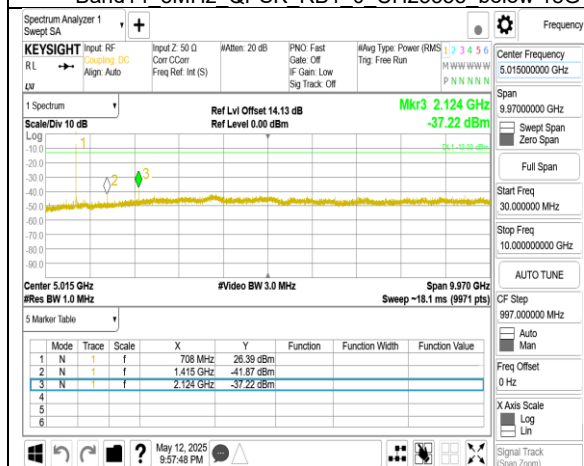 Spectrum Analyzer 1
Swept SA
Frequency
KEYSIGHT
Input: RF
Input Z: 50 Ω
#Atten: 20 dB
PNO: Fast
#Avg Type: Power (RMS
1 2 3 4 5 6
RL
Coupling: DC
Corr CCorr
Gate: Off
Trig: Free Run
M W W W W W
Align: Auto
Freq Ref: Int (S)
IF Gain: Low
P N N N N N
Sig Track: Off
Center Frequency
5.015000000 GHz
Span
9.97000000 GHz
Swept Span
Zero Span
Full Span
Start Freq
30.000000 MHz
Stop Freq
10.000000000 GHz
AUTO TUNE
CF Step
997.000000 MHz
Auto
Man
Freq Offset
0 Hz
X Axis Scale
Log
Lin
Signal Track
(Span Zoom)
1 Spectrum
Ref Lvl Offset 14.13 dB
Mkr3 2.124 GHz
Scale/Div 10 dB
Ref Level 0.00 dBm
-37.22 dBm
Log
-10.0
-20.0
-30.0
-40.0
-50.0
-60.0
-70.0
-80.0
-90.0
1
2
3
DL1 -13.00 dBm
Center 5.015 GHz
#Video BW 3.0 MHz
Span 9.970 GHz
#Res BW 1.0 MHz
Sweep ~18.1 ms (9971 pts)
5 Marker Table
Mode Trace Scale X Y Function Function Width Function Value
1 N 1 f 708 MHz 26.39 dBm
2 N 1 f 1.415 GHz -41.87 dBm
3 N 1 f 2.124 GHz -37.22 dBm
4
5
6
May 12, 2025
9:57:48 PM